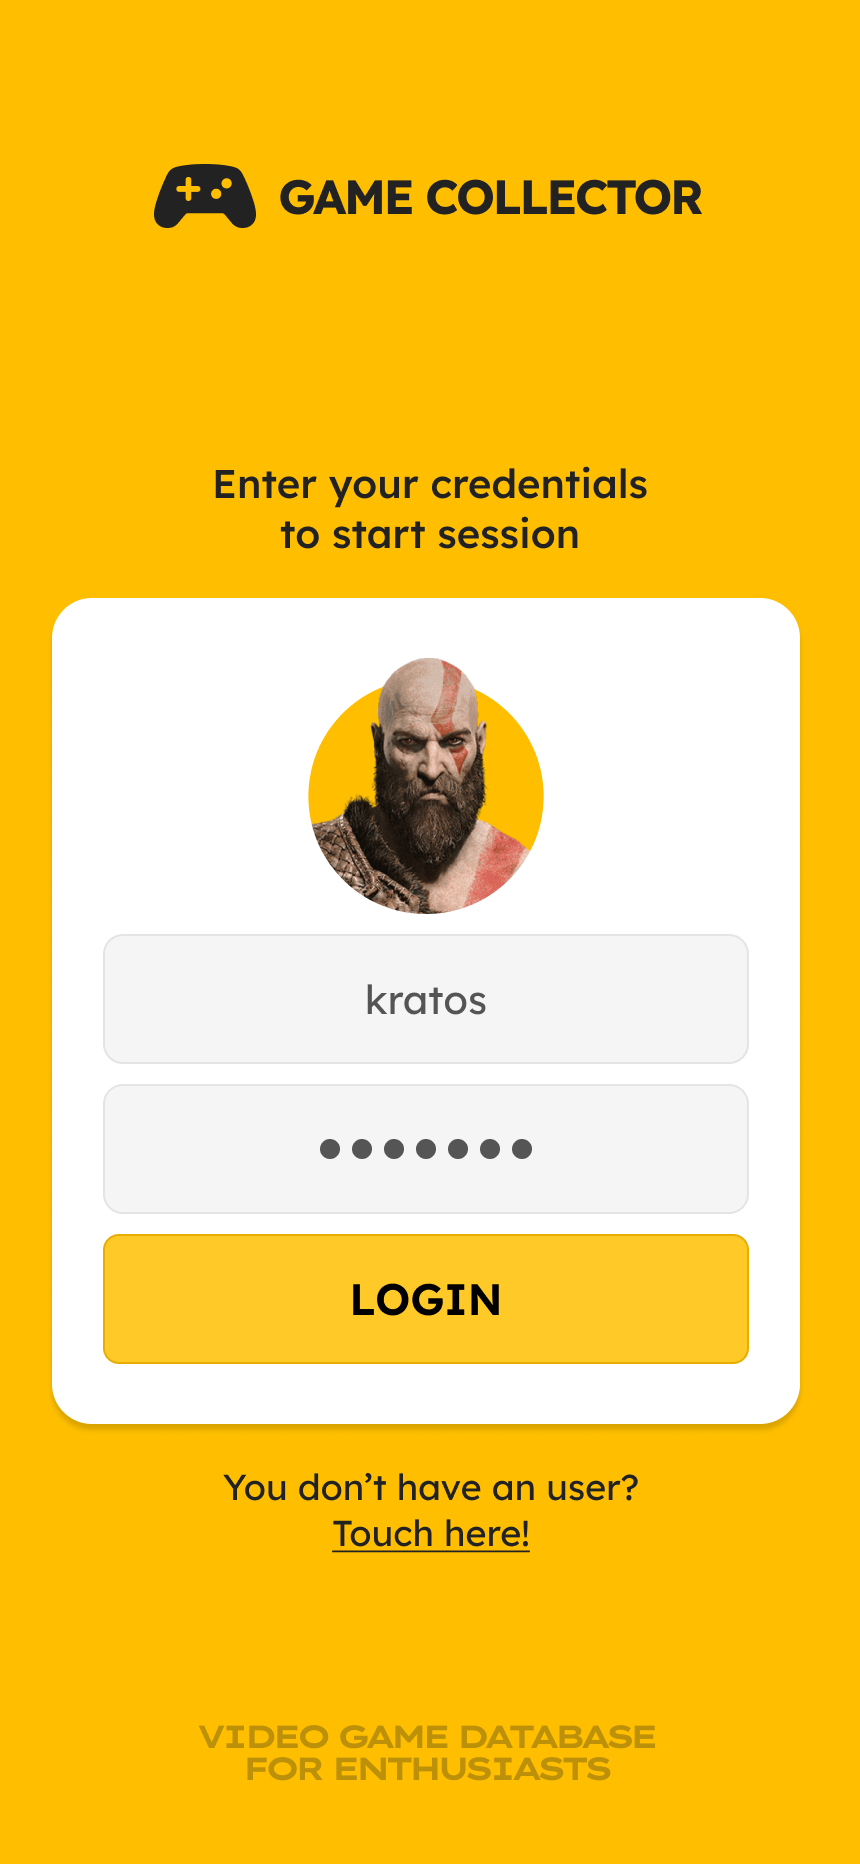 GAME COLLECTOR
Enter your credentials
to start session
kratos
●●●●●●●
LOGIN
You don’t have an user?
Touch here!
VIDEO GAME DATABASE
FOR ENTHUSIASTS